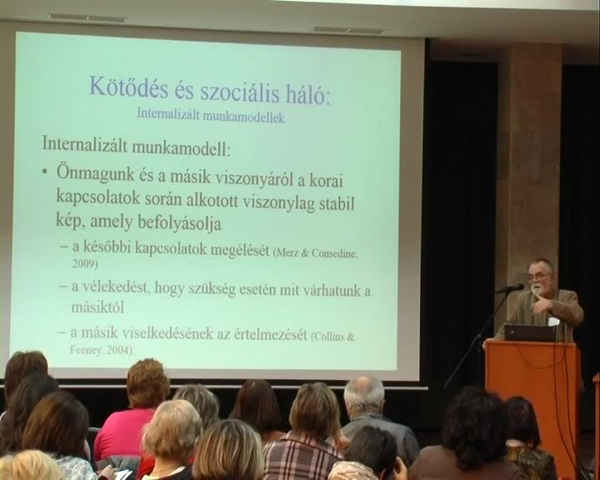 Kötődés és szociális háló:
Internalizált munkamodellek
Internalizált munkamodell:
• Önmagunk és a másik viszonyáról a korai
kapcsolatok során alkotott viszonylag stabil
kép, amely befolyásolja
– a későbbi kapcsolatok megélését (Merz & Consedine,
2009)
– a vélekedést, hogy szükség esetén mit várhatunk a
másiktól
– a másik viselkedésének az értelmezését (Collins &
Feeney, 2004).